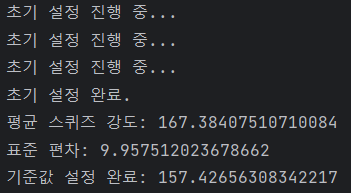 초기 설정 진행 중...
초기 설정 진행 중...
초기 설정 진행 중...
초기 설정 완료.
평균 스퀴즈 강도: 167.38407510710084
표준 편차: 9.957512023678662
기준값 설정 완료: 157.42656308342217